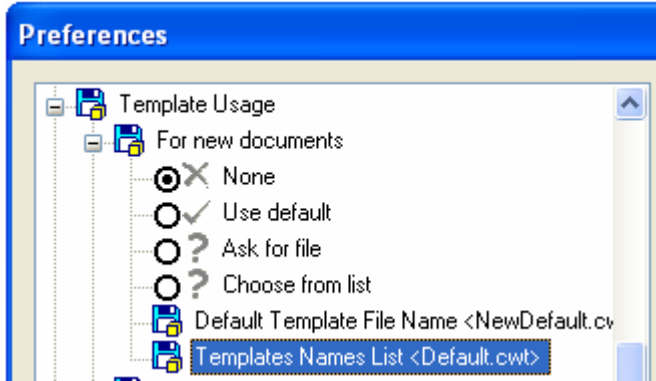 Preferences
Template Usage
For new documents
None
Use default
Ask for file
Choose from list
Default Template File Name <NewDefault.cw
Templates Names List <Default.cwt>